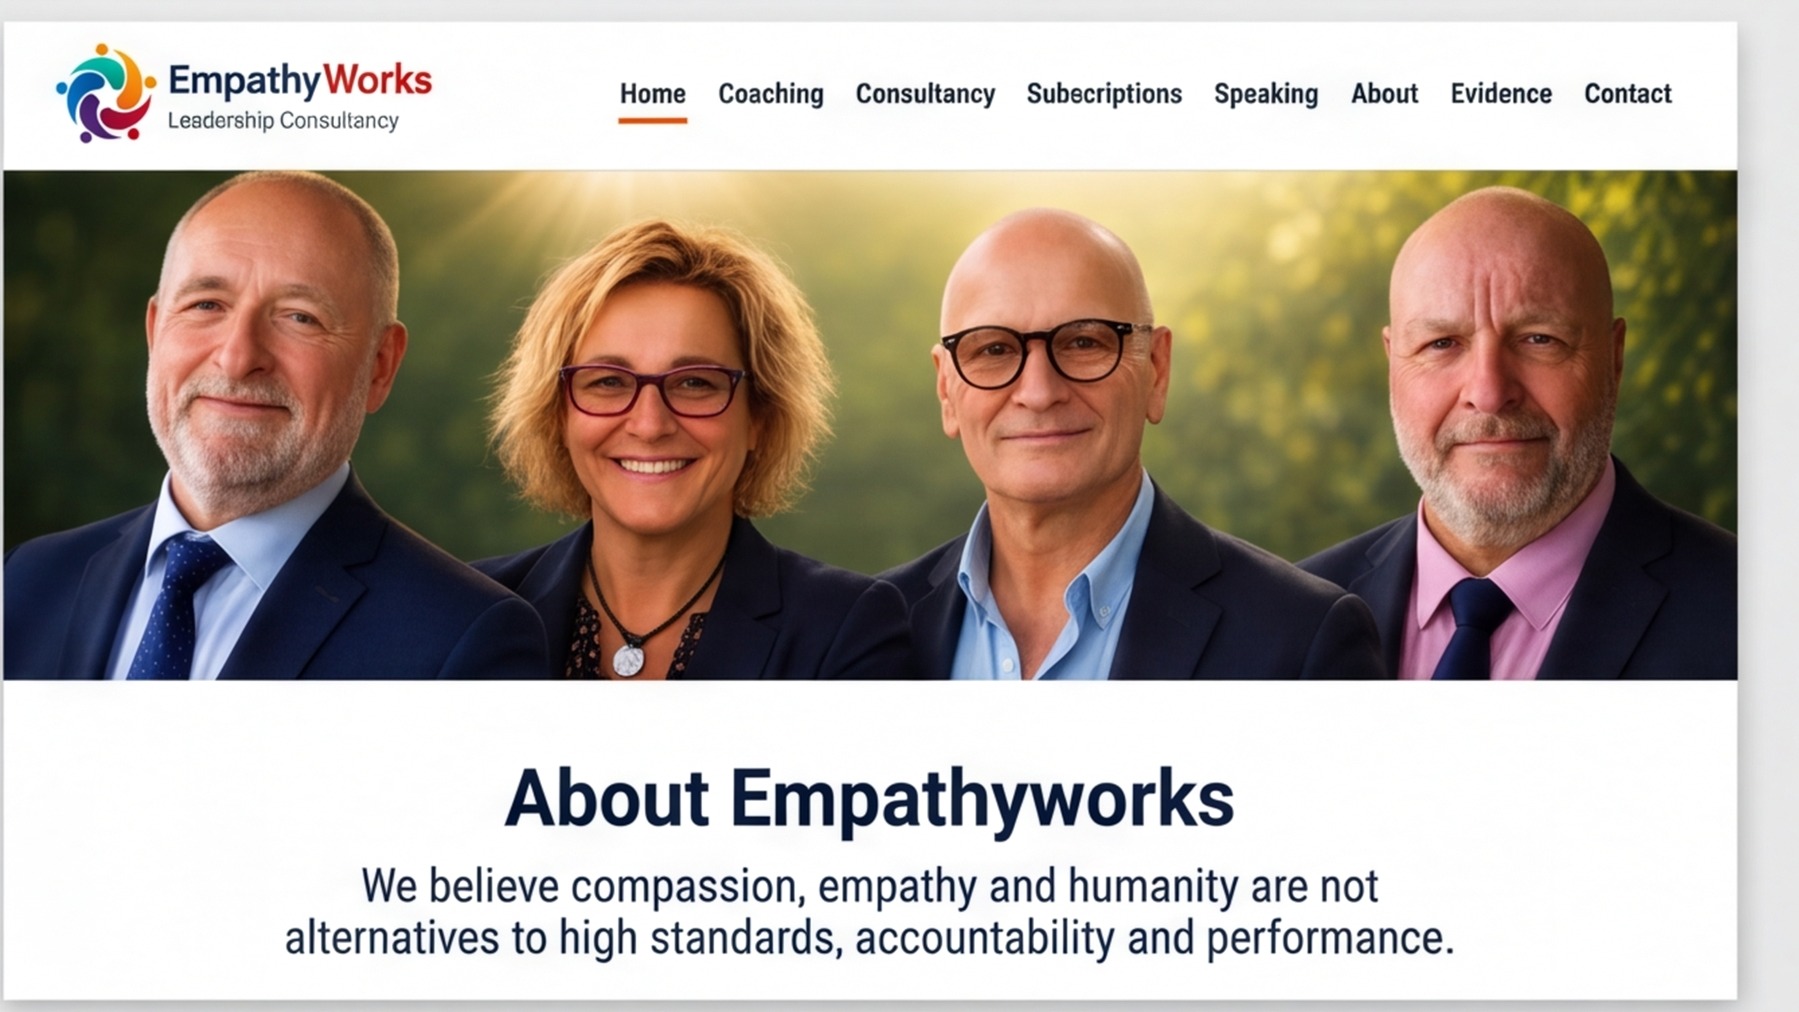 EmpathyWorks
Leadership Consultancy
Home Coaching Consultancy Subscriptions Speaking About Evidence Contact
About Empathyworks
We believe compassion, empathy and humanity are not
alternatives to high standards, accountability and performance.